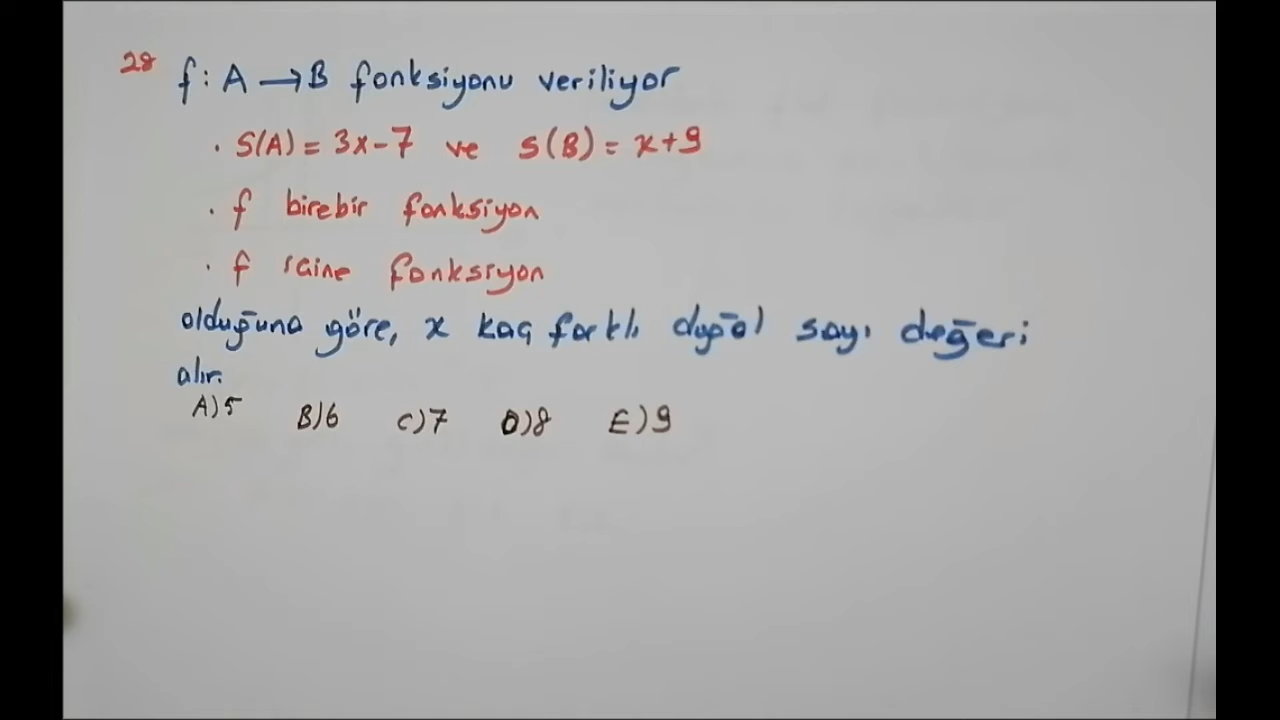 28 f: A → B fonksiyonu veriliyor
. S(A) = 3x-7 ve s(B) = x+9
. f birebir fonksiyon
. f içine fonksiyon
olduğuna göre, x kaç farklı doğal sayı değeri
alır.
A)5 B)6 C)7 D)8 E)9